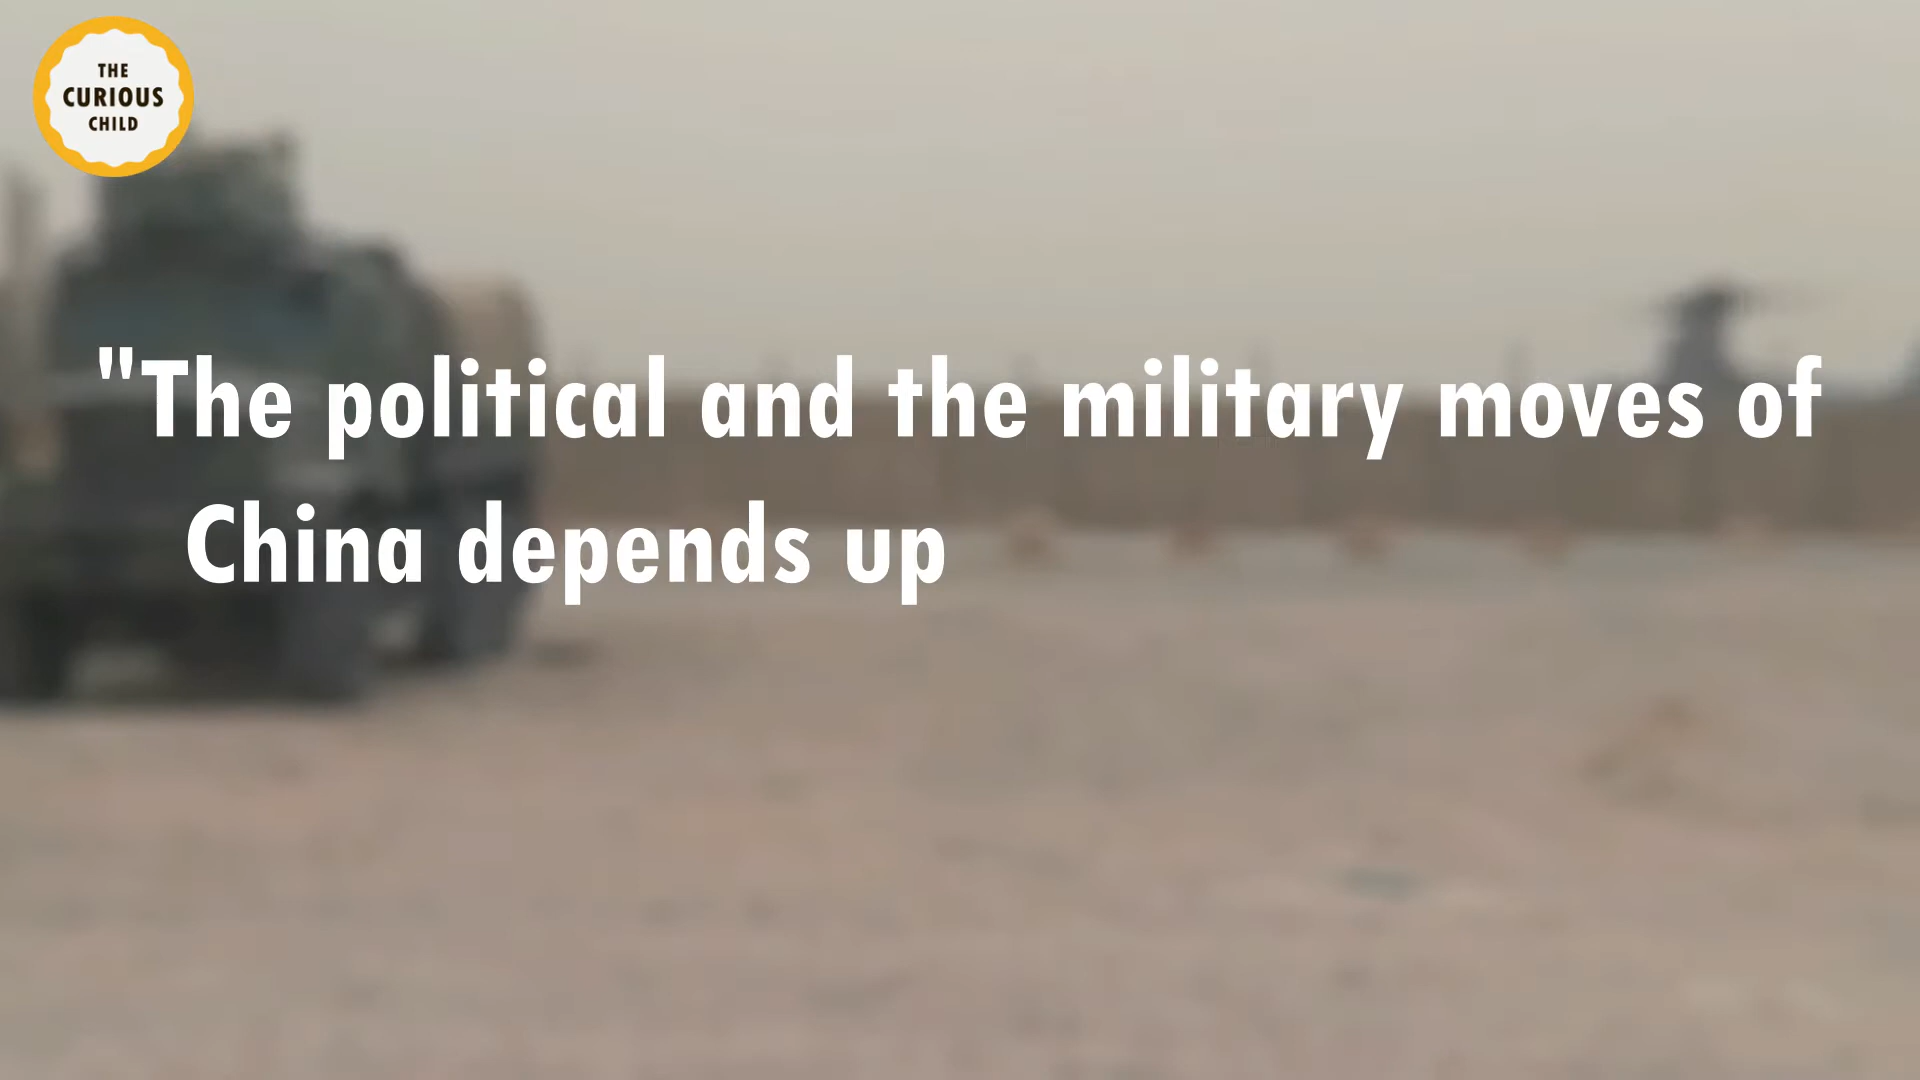 THE
CURIOUS
CHILD
"The political and the military moves of
China depends up